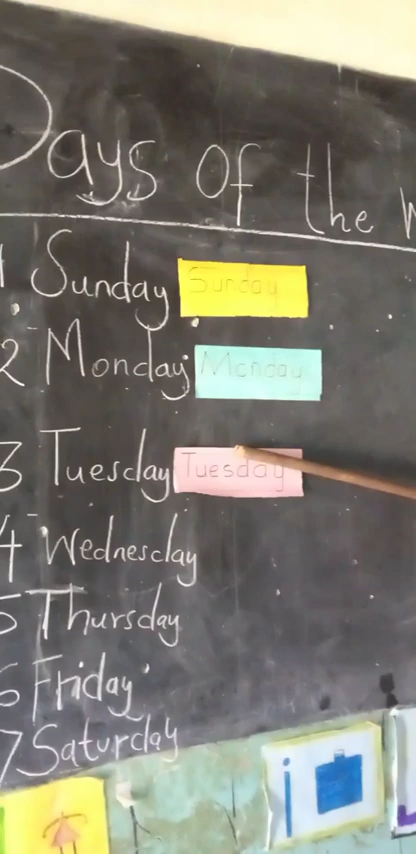 Days Of the
1 Sunday Sunday
2 Monday Monday
3 Tuesday Tuesday
4 Wednesday
5 Thursday
6 Friday
7 Saturday
i